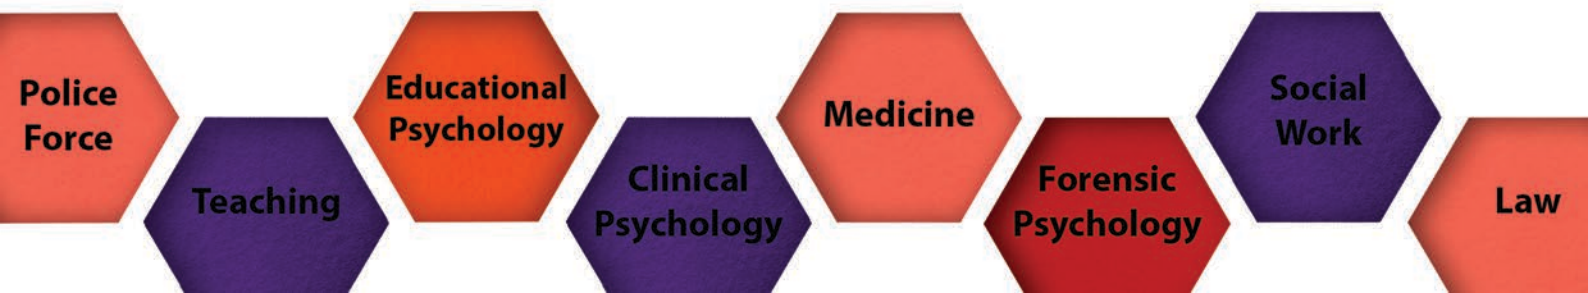 Police
Force
Teaching
Educational
Psychology
Clinical
Psychology
Medicine
Forensic
Psychology
Social
Work
Law